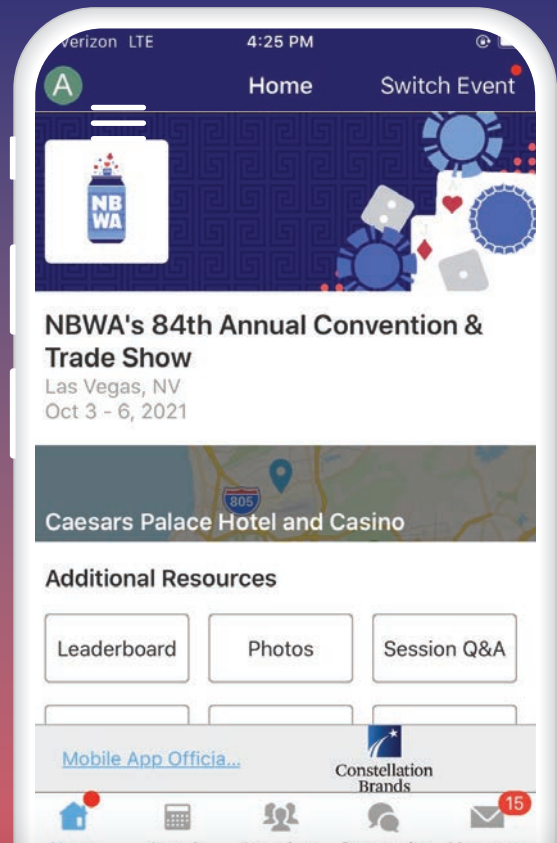 verizon LTE 4:25 PM
A Home Switch Event
NB
WA
A
J
NBWA's 84th Annual Convention &
Trade Show
Las Vegas, NV
Oct 3 - 6, 2021
805
Caesars Palace Hotel and Casino
Additional Resources
Leaderboard Photos Session Q&A
Mobile App Officia...
Constellation
Brands
15